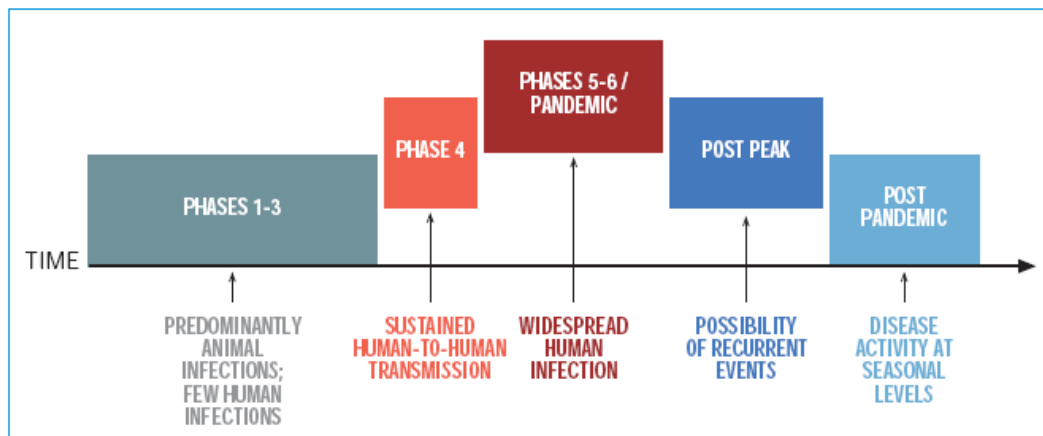 PHASES 5-6 /
PANDEMIC
PHASE 4
POST PEAK
PHASES 1-3
POST
PANDEMIC
TIME
PREDOMINANTLY
ANIMAL
INFECTIONS;
FEW HUMAN
INFECTIONS
SUSTAINED
HUMAN-TO-HUMAN
TRANSMISSION
WIDESPREAD
HUMAN
INFECTION
POSSIBILITY
OF RECURRENT
EVENTS
DISEASE
ACTIVITY AT
SEASONAL
LEVELS